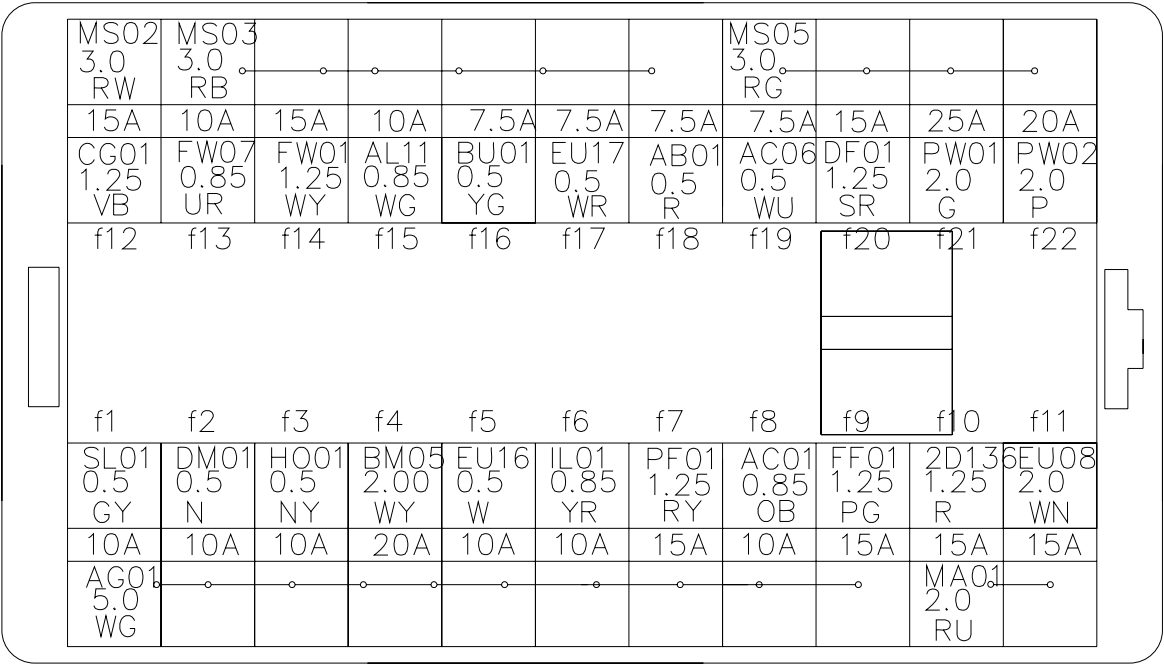 MS02 MS03 MS05
3.0 3.0 3.0
RW RB RG
15A 10A 15A 10A 7.5A 7.5A 7.5A 7.5A 15A 25A 20A
CG01 FW07 FW01 AL11 BU01 EU17 AB01 AC06 DF01 PW01 PW02
1.25 0.85 1.25 0.85 0.5 0.5 0.5 0.5 1.25 2.0 2.0
VB UR WY WG YG WR R WU SR G P
f12 f13 f14 f15 f16 f17 f18 f19 f20 f21 f22
f1 f2 f3 f4 f5 f6 f7 f8 f9 f10 f11
SL01 DM01 HO01 BM05 EU16 IL01 PF01 AC01 FF01 2D136 EU08
0.5 0.5 0.5 2.00 0.5 0.85 1.25 0.85 1.25 1.25 2.0
GY N NY WY W YR RY OB PG R WN
10A 10A 10A 20A 10A 10A 15A 10A 15A 15A 15A
AG01 MA01
5.0 2.0
WG RU